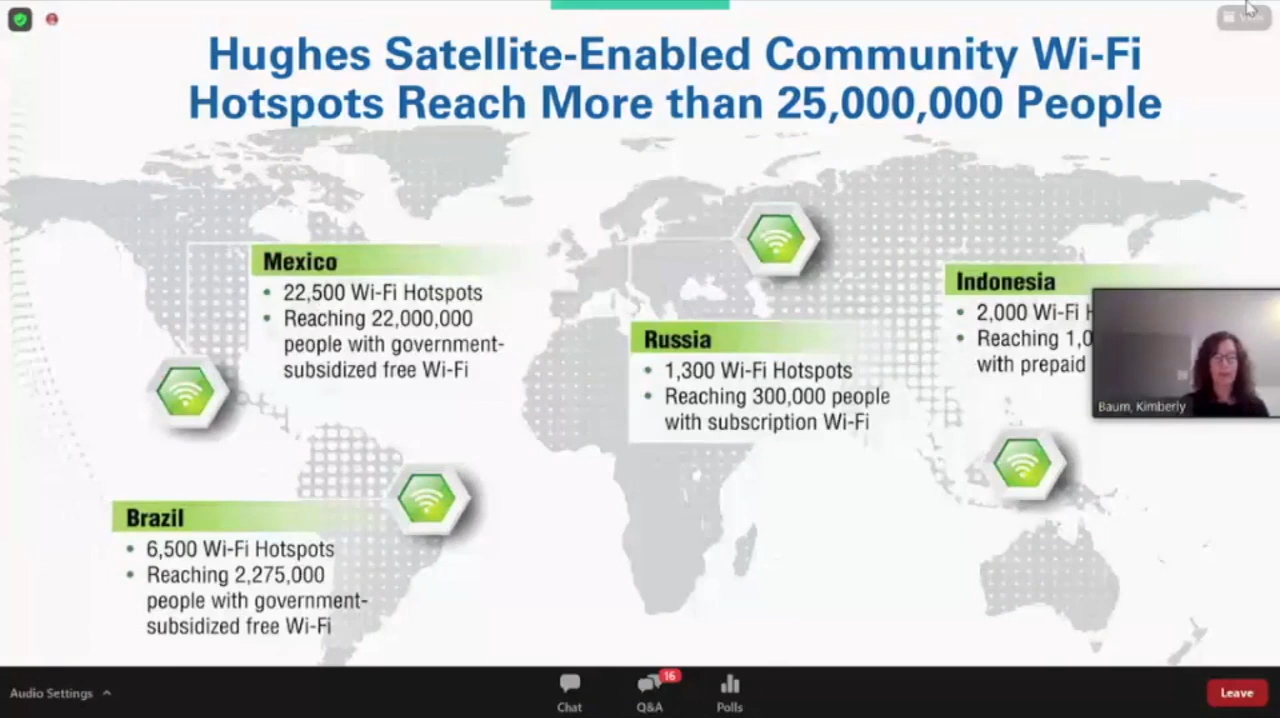 Hughes Satellite-Enabled Community Wi-Fi
Hotspots Reach More than 25,000,000 People
Mexico
• 22,500 Wi-Fi Hotspots
• Reaching 22,000,000
people with government-
subsidized free Wi-Fi
Russia
• 1,300 Wi-Fi Hotspots
• Reaching 300,000 people
with subscription Wi-Fi
Indonesia
• 2,000 Wi-Fi H
• Reaching 1,0
with prepaid
Baum, Kimberly
Brazil
• 6,500 Wi-Fi Hotspots
• Reaching 2,275,000
people with government-
subsidized free Wi-Fi
Audio Settings
Chat
16
Q&A
Polls
Leave